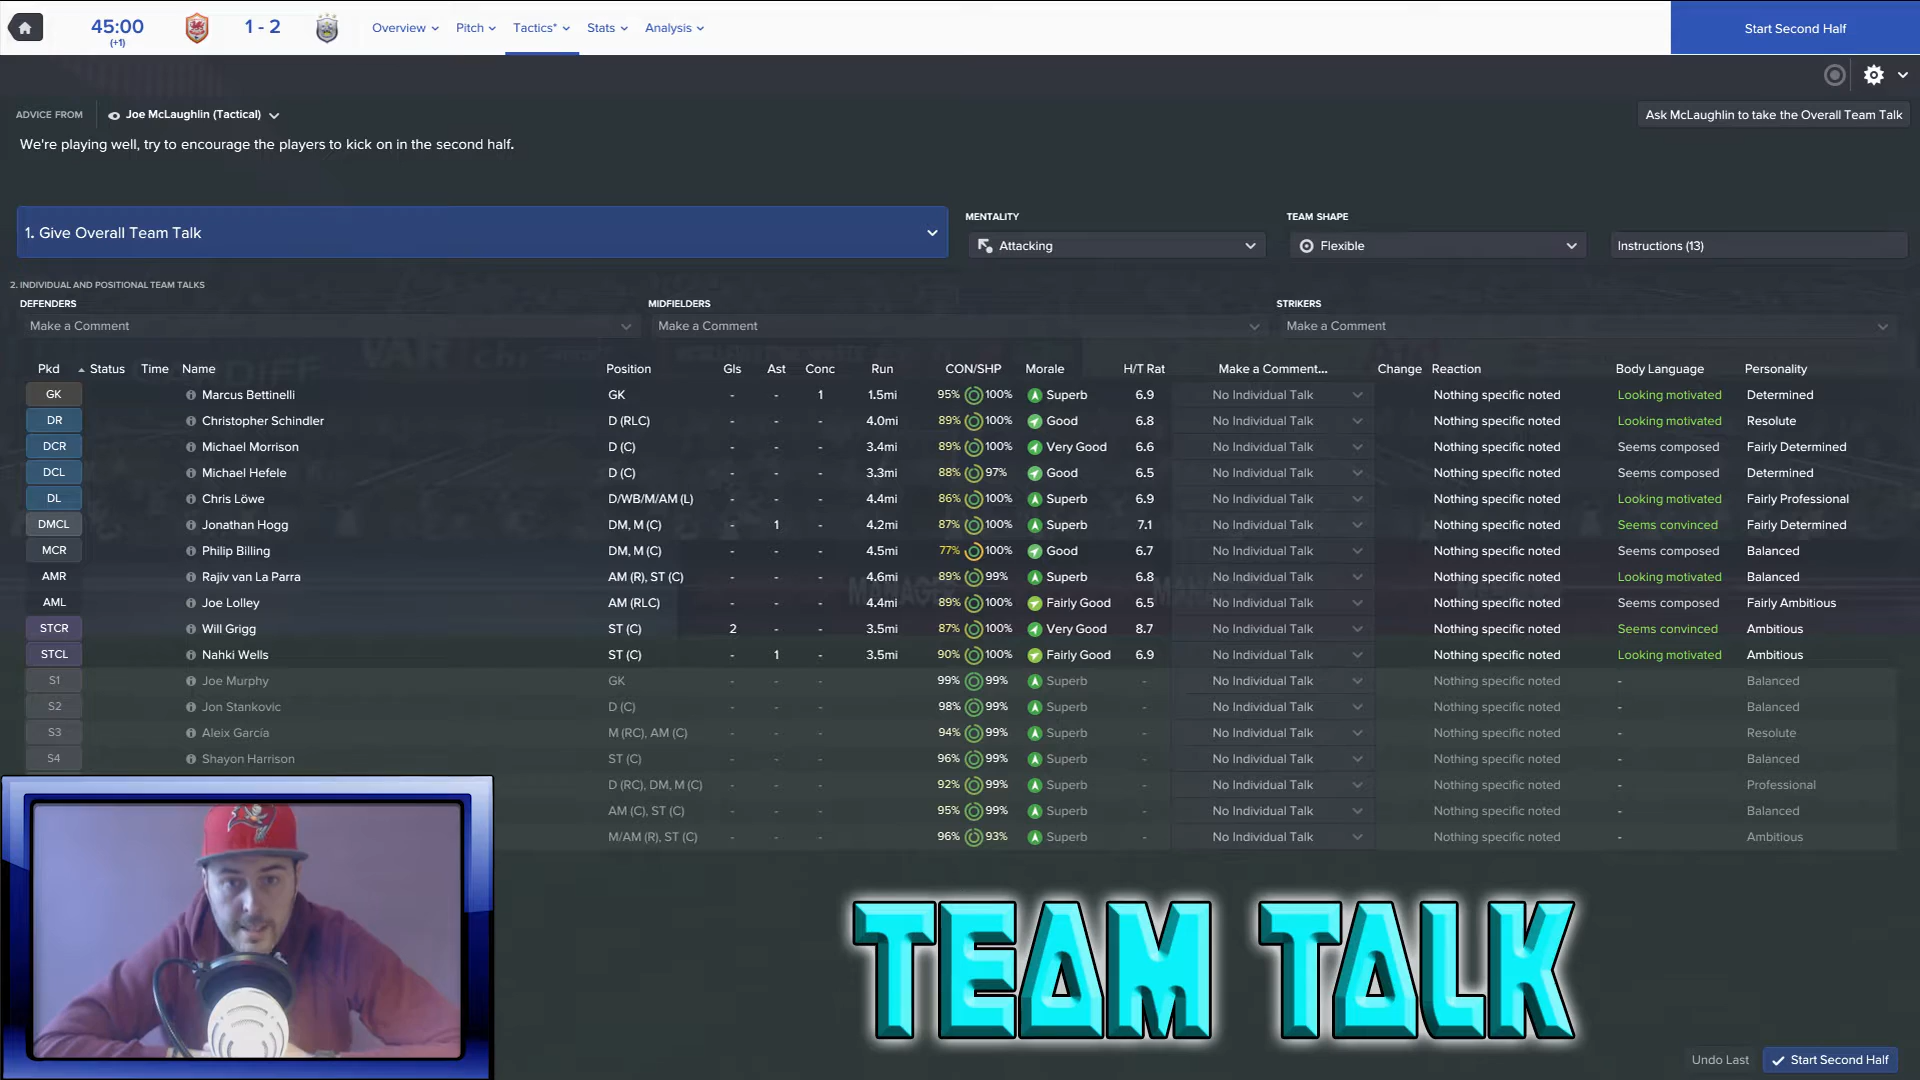 45:00
(+1)
1 - 2
Overview
Pitch
Tactics*
Stats
Analysis
Start Second Half
ADVICE FROM
Joe McLaughlin (Tactical)
Ask McLaughlin to take the Overall Team Talk
We're playing well, try to encourage the players to kick on in the second half.
1. Give Overall Team Talk
MENTALITY
Attacking
TEAM SHAPE
Flexible
Instructions (13)
2. INDIVIDUAL AND POSITIONAL TEAM TALKS
DEFENDERS MIDFIELDERS STRIKERS
Make a Comment Make a Comment Make a Comment
Pkd Status Time Name Position Gls Ast Conc Run CON/SHP Morale H/T Rat Make a Comment... Change Reaction Body Language Personality
GK Marcus Bettinelli GK - - 1 1.5mi 95% 100% Superb 6.9 No Individual Talk Nothing specific noted Looking motivated Determined
DR Christopher Schindler D (RLC) - - - 4.0mi 89% 100% Good 6.8 No Individual Talk Nothing specific noted Looking motivated Resolute
DCR Michael Morrison D (C) - - - 3.4mi 89% 100% Very Good 6.6 No Individual Talk Nothing specific noted Seems composed Fairly Determined
DCL Michael Hefele D (C) - - - 3.3mi 88% 97% Good 6.5 No Individual Talk Nothing specific noted Seems composed Determined
DL Chris Löwe D/WB/M/AM (L) - - - 4.4mi 86% 100% Superb 6.9 No Individual Talk Nothing specific noted Looking motivated Fairly Professional
DMCL Jonathan Hogg DM, M (C) - 1 - 4.2mi 87% 100% Superb 7.1 No Individual Talk Nothing specific noted Seems convinced Fairly Determined
MCR Philip Billing DM, M (C) - - - 4.5mi 77% 100% Good 6.7 No Individual Talk Nothing specific noted Seems composed Balanced
AMR Rajiv van La Parra AM (R), ST (C) - - - 4.6mi 89% 99% Superb 6.8 No Individual Talk Nothing specific noted Looking motivated Balanced
AML Joe Lolley AM (RLC) - - - 4.4mi 89% 100% Fairly Good 6.5 No Individual Talk Nothing specific noted Seems composed Fairly Ambitious
STCR Will Grigg ST (C) 2 - - 3.5mi 87% 100% Very Good 8.7 No Individual Talk Nothing specific noted Seems convinced Ambitious
STCL Nahki Wells ST (C) - 1 - 3.5mi 90% 100% Fairly Good 6.9 No Individual Talk Nothing specific noted Looking motivated Ambitious
S1 Joe Murphy GK - - - 99% 99% Superb - No Individual Talk Nothing specific noted - Balanced
S2 Jon Stankovic D (C) - - - 98% 99% Superb - No Individual Talk Nothing specific noted - Balanced
S3 Aleix García M (RC), AM (C) - - - 94% 99% Superb - No Individual Talk Nothing specific noted - Resolute
S4 Shayon Harrison ST (C) - - - 96% 99% Superb - No Individual Talk Nothing specific noted - Balanced
D (RC), DM, M (C) - - - 92% 99% Superb - No Individual Talk Nothing specific noted - Professional
AM (C), ST (C) - - - 95% 99% Superb - No Individual Talk Nothing specific noted - Balanced
M/AM (R), ST (C) - - - 96% 93% Superb - No Individual Talk Nothing specific noted - Ambitious
TEAM TALK
Undo Last
Start Second Half